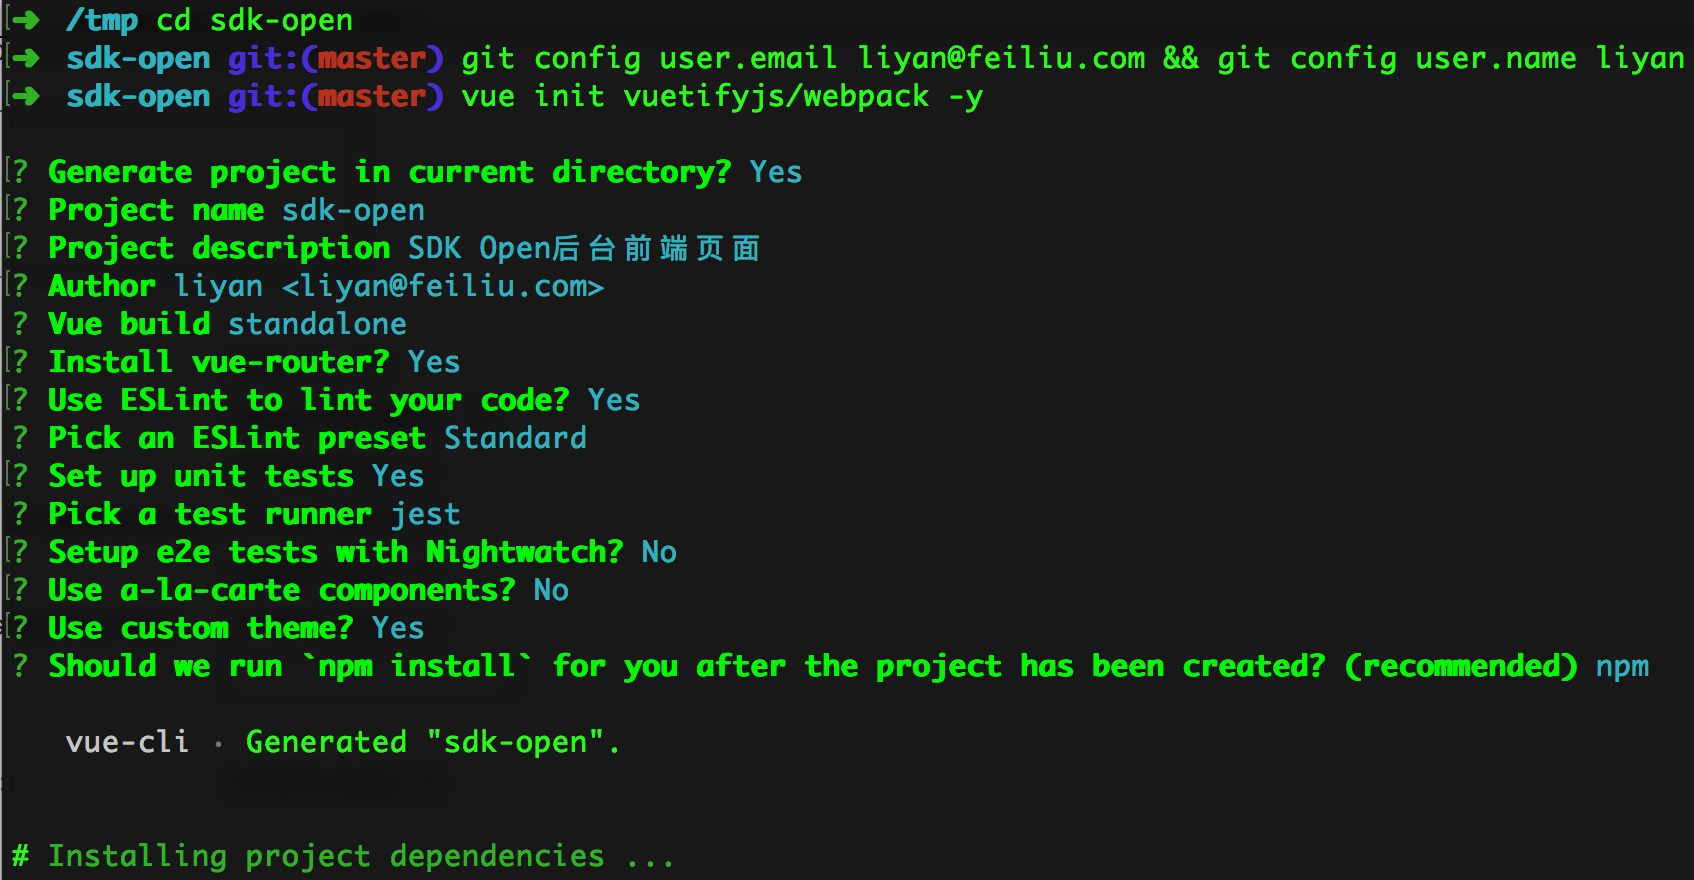 ➜  /tmp cd sdk-open
➜  sdk-open git:(master) git config user.email liyan@feiliu.com && git config user.name liyan
➜  sdk-open git:(master) vue init vuetifyjs/webpack -y
? Generate project in current directory? Yes
? Project name sdk-open
? Project description SDK Open后台前端页面
? Author liyan <liyan@feiliu.com>
? Vue build standalone
? Install vue-router? Yes
? Use ESLint to lint your code? Yes
? Pick an ESLint preset Standard
? Set up unit tests Yes
? Pick a test runner jest
? Setup e2e tests with Nightwatch? No
? Use a-la-carte components? No
? Use custom theme? Yes
? Should we run `npm install` for you after the project has been created? (recommended) npm
vue-cli · Generated "sdk-open".
# Installing project dependencies ...